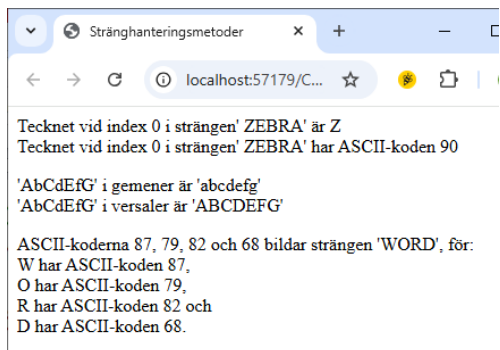 Stränghanteringsmetoder
localhost:57179/C...
Tecknet vid index 0 i strängen' ZEBRA' är Z
Tecknet vid index 0 i strängen' ZEBRA' har ASCII-koden 90
'AbCdEfG' i gemener är 'abcdefg'
'AbCdEfG' i versaler är 'ABCDEFG'
ASCII-koderna 87, 79, 82 och 68 bildar strängen 'WORD', för:
W har ASCII-koden 87,
O har ASCII-koden 79,
R har ASCII-koden 82 och
D har ASCII-koden 68.